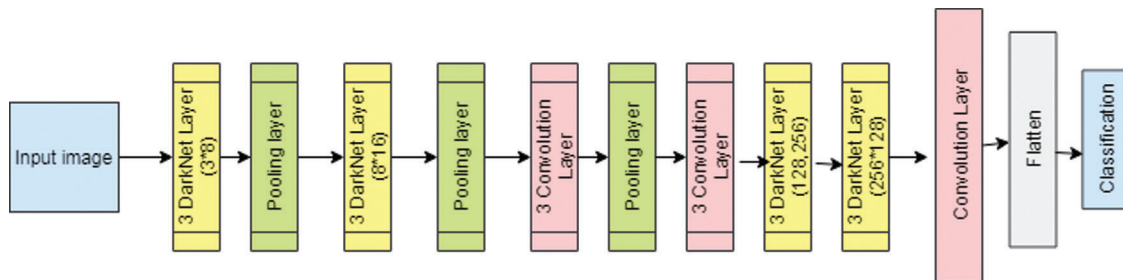 Input image
3 DarkNet Layer
(3*8)
Pooling layer
3 DarkNet Layer
(8*16)
Pooling layer
3 Convolution
Layer
Pooling layer
3 Convolution
Layer
3 DarkNet Layer
(128,256)
3 DarkNet Layer
(256*128)
Convolution Layer
Flatten
Classification